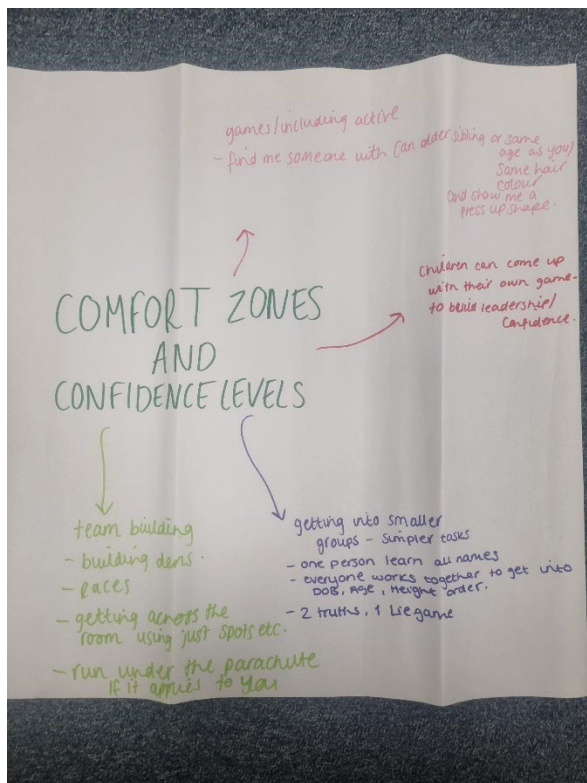 games/including active
- find me someone with (an older sibling or same
age as you/
Same hair
colour
and show me a
press up shape.
Children can come up
with their own game
to build leadership/
Confidence.
COMFORT ZONES
AND
CONFIDENCE LEVELS
team building
- building dens.
- races
- getting across the
room using just spots etc.
- run under the parachute
If it applies to you
getting into smaller
groups - simpler tasks
- one person learn all names
- everyone works together to get into
DOB, Age, Height order.
- 2 truths, 1 Lie game